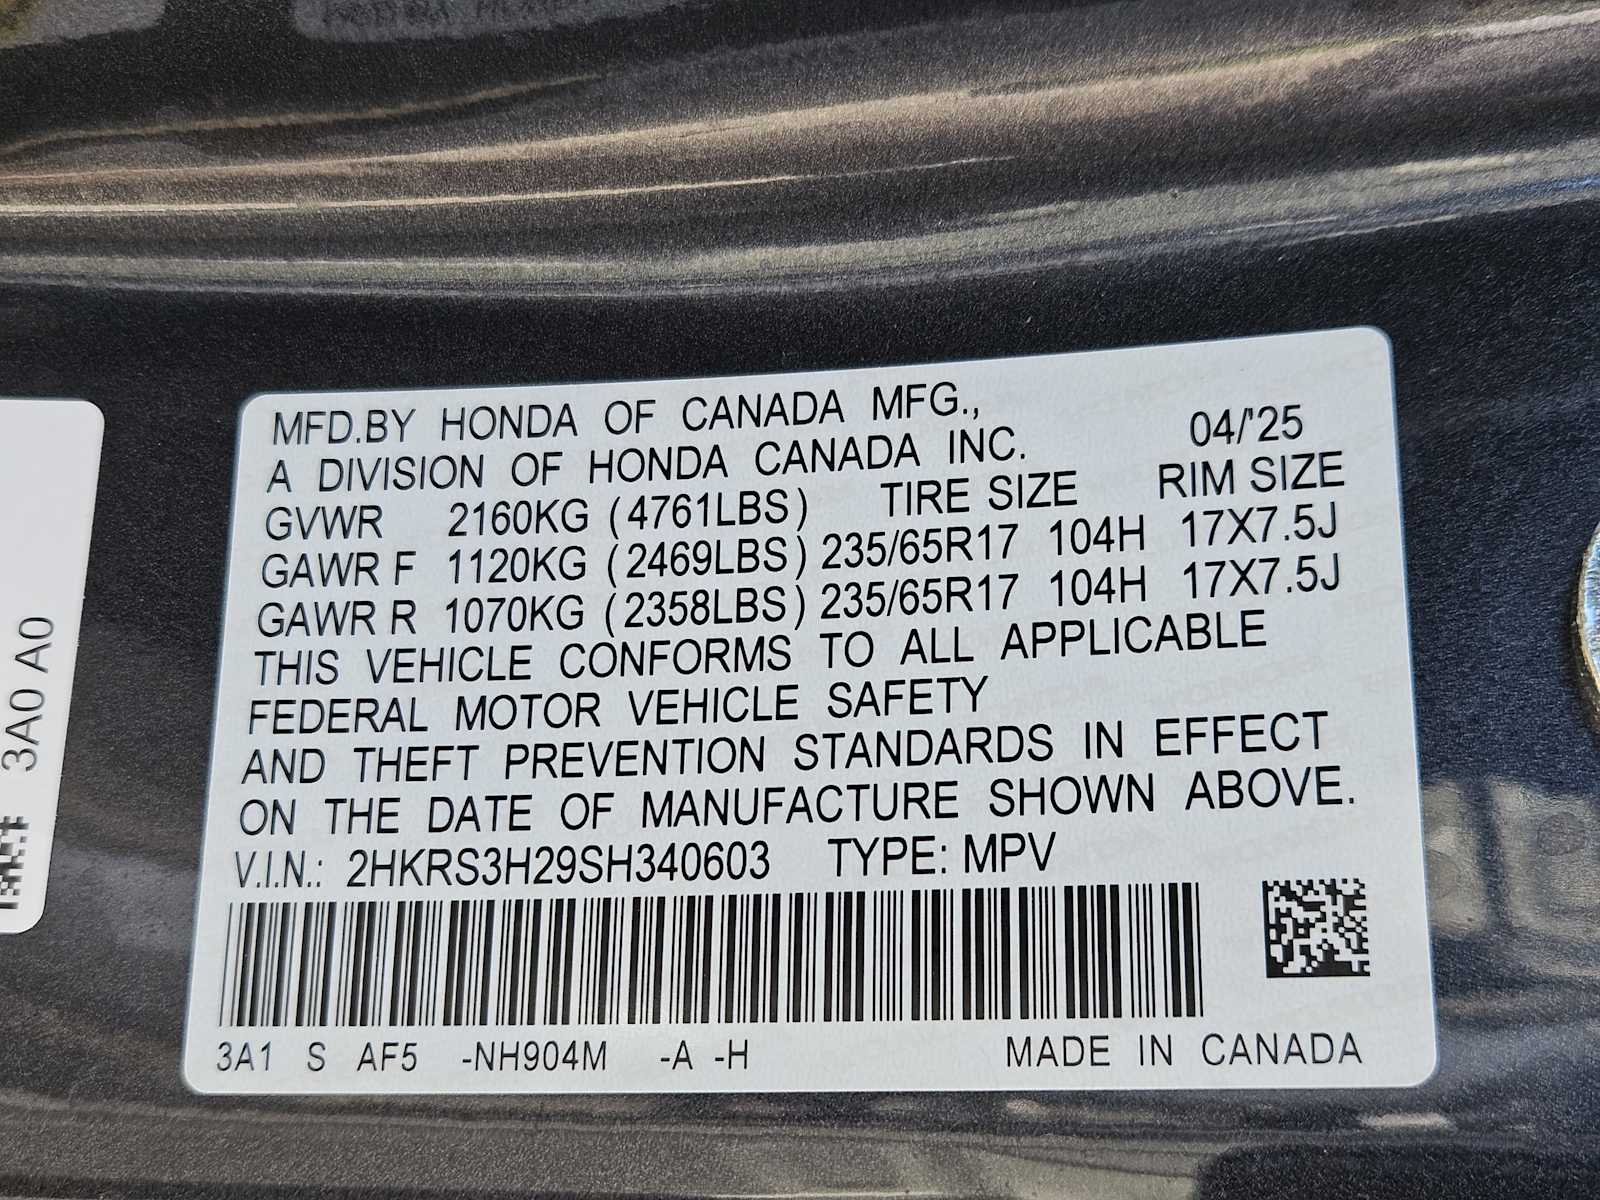 MFD.BY HONDA OF CANADA MFG.,
A DIVISION OF HONDA CANADA INC. 04/'25
GVWR 2160KG (4761LBS) TIRE SIZE RIM SIZE
GAWR F 1120KG (2469LBS) 235/65R17 104H 17X7.5J
GAWR R 1070KG (2358LBS) 235/65R17 104H 17X7.5J
THIS VEHICLE CONFORMS TO ALL APPLICABLE
FEDERAL MOTOR VEHICLE SAFETY
AND THEFT PREVENTION STANDARDS IN EFFECT
ON THE DATE OF MANUFACTURE SHOWN ABOVE.
V.I.N.: 2HKRS3H29SH340603 TYPE: MPV
3A1 S AF5 -NH904M -A -H MADE IN CANADA
3A0 A0